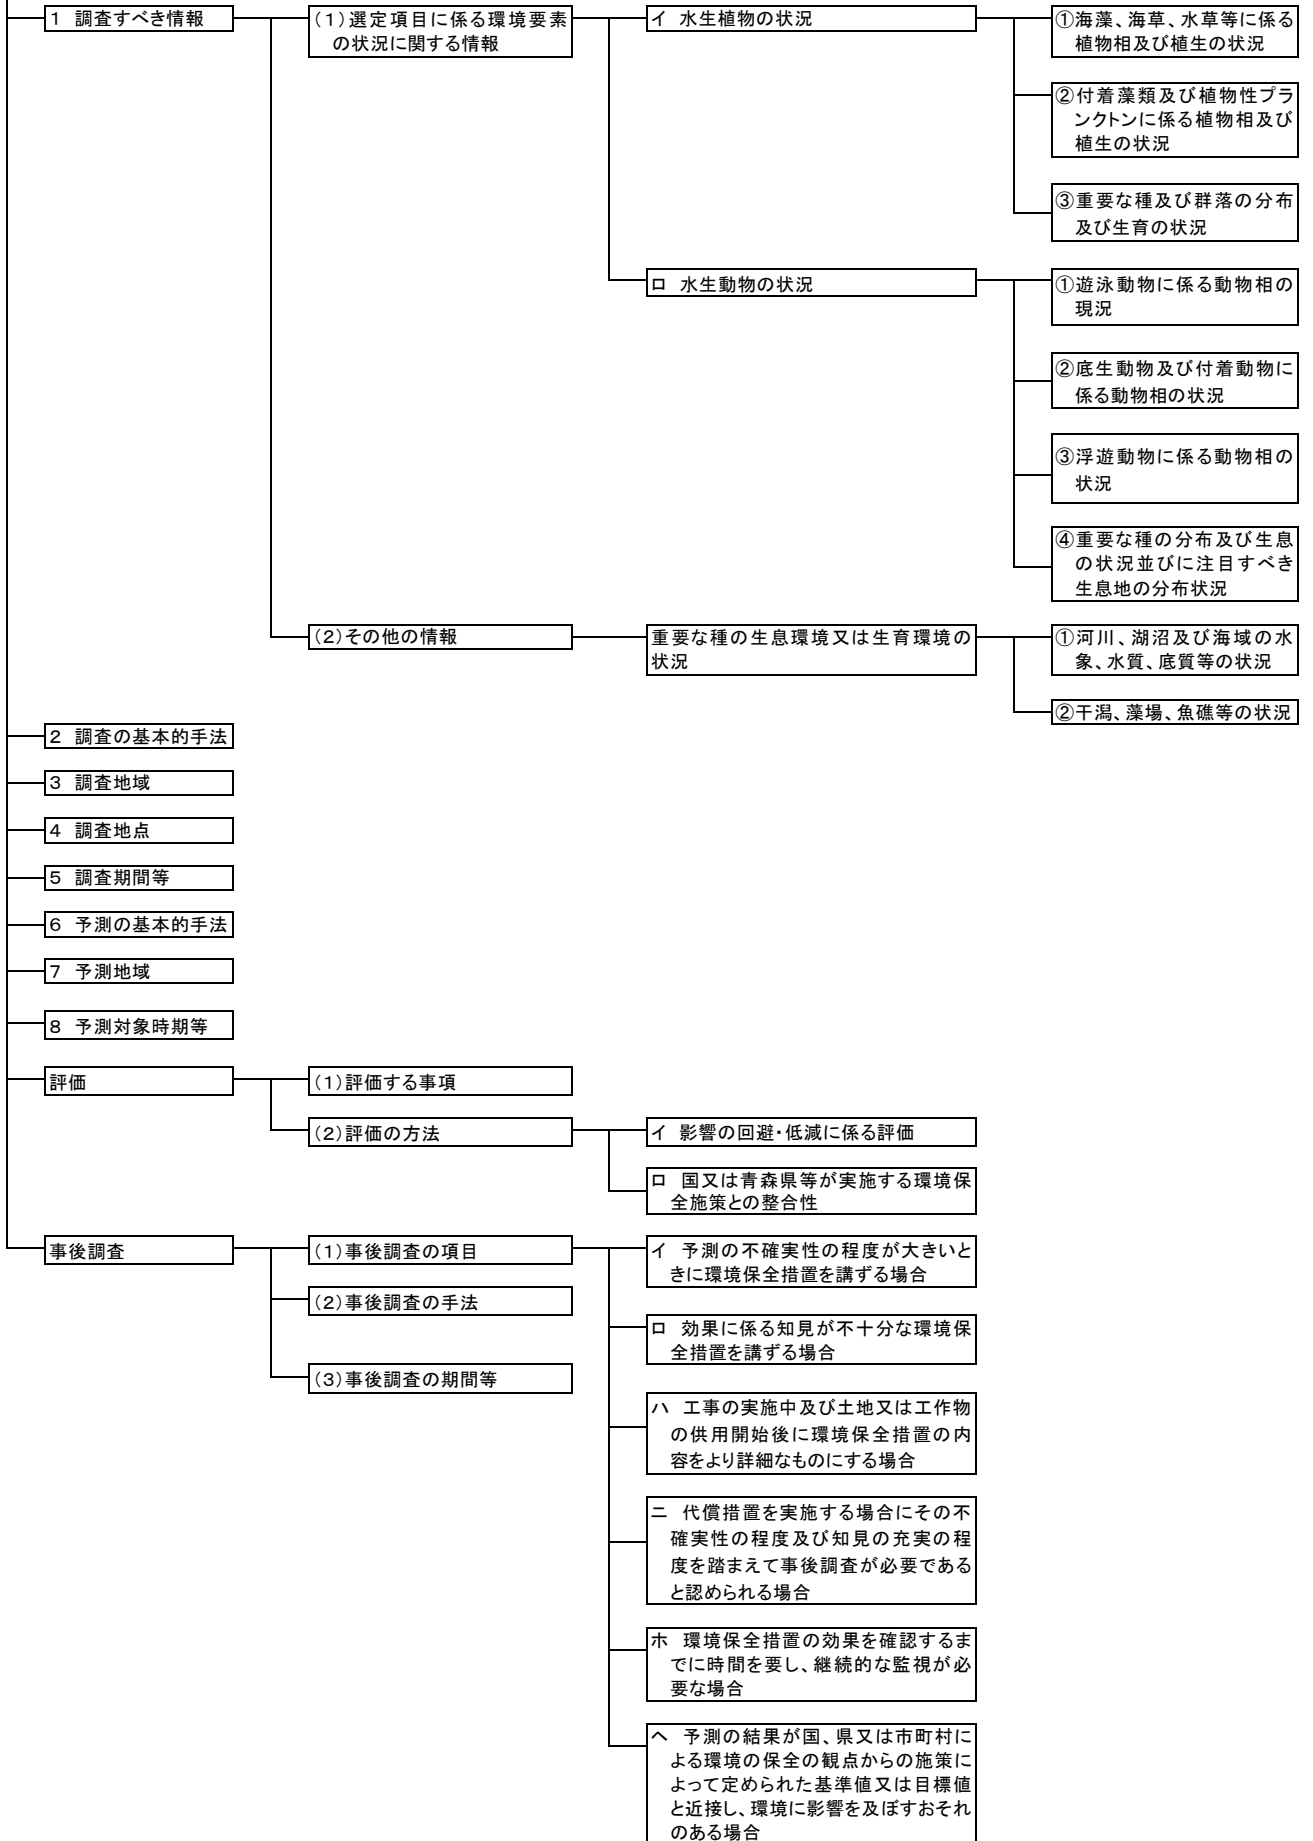 1 調査すべき情報
(1)選定項目に係る環境要素
の状況に関する情報
イ 水生植物の状況
①海藻、海草、水草等に係る
植物相及び植生の状況
②付着藻類及び植物性プラ
ンクトンに係る植物相及び
植生の状況
③重要な種及び群落の分布
及び生育の状況
ロ 水生動物の状況
①遊泳動物に係る動物相の
現況
②底生動物及び付着動物に
係る動物相の状況
③浮遊動物に係る動物相の
状況
④重要な種の分布及び生息
の状況並びに注目すべき
生息地の分布状況
(2)その他の情報
重要な種の生息環境又は生育環境の
状況
①河川、湖沼及び海域の水
象、水質、底質等の状況
②干潟、藻場、魚礁等の状況
2 調査の基本的手法
3 調査地域
4 調査地点
5 調査期間等
6 予測の基本的手法
7 予測地域
8 予測対象時期等
評価
(1)評価する事項
(2)評価の方法
イ 影響の回避・低減に係る評価
ロ 国又は青森県等が実施する環境保
全施策との整合性
事後調査
(1)事後調査の項目
イ 予測の不確実性の程度が大きいと
きに環境保全措置を講ずる場合
(2)事後調査の手法
ロ 効果に係る知見が不十分な環境保
全措置を講ずる場合
(3)事後調査の期間等
ハ 工事の実施中及び土地又は工作物
の供用開始後に環境保全措置の内
容をより詳細なものにする場合
ニ 代償措置を実施する場合にその不
確実性の程度及び知見の充実の程
度を踏まえて事後調査が必要である
と認められる場合
ホ 環境保全措置の効果を確認するま
でに時間を要し、継続的な監視が必
要な場合
ヘ 予測の結果が国、県又は市町村に
よる環境の保全の観点からの施策に
よって定められた基準値又は目標値
と近接し、環境に影響を及ぼすおそれ
のある場合